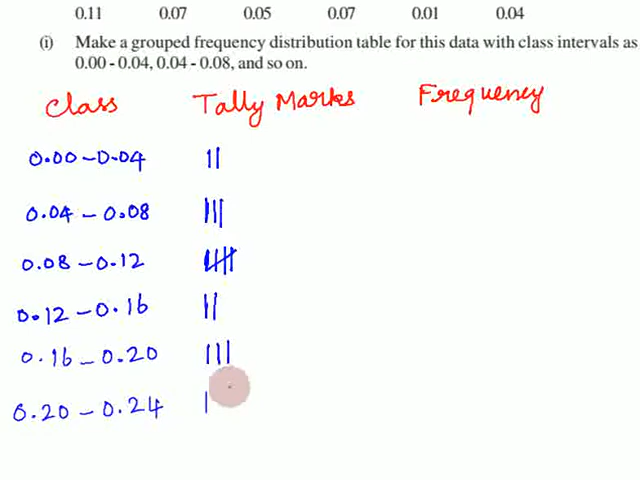 0.11 0.07 0.05 0.07 0.01 0.04
(i) Make a grouped frequency distribution table for this data with class intervals as
0.00 - 0.04, 0.04 - 0.08, and so on.
Class Tally Marks Frequency
0.00 - 0.04 ||
0.04 - 0.08 |||
0.08 - 0.12 𝍸
0.12 - 0.16 ||
0.16 - 0.20 |||
0.20 - 0.24 |